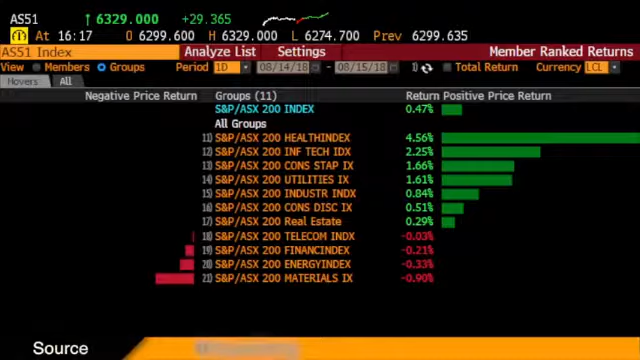 AS51 ↑ 6329.000 +29.365
At 16:17 O 6299.600 H 6329.000 L 6274.700 Prev 6299.635
AS51 Index Analyze List Settings Member Ranked Returns
View Members Groups Period 1D 08/14/18 - 08/15/18 1) Total Return Currency LCL
Hovers All
Negative Price Return Groups (11) Return Positive Price Return
S&P/ASX 200 INDEX 0.47%
All Groups
11) S&P/ASX 200 HEALTHINDEX 4.56%
12) S&P/ASX 200 INF TECH IDX 2.25%
13) S&P/ASX 200 CONS STAP IX 1.66%
14) S&P/ASX 200 UTILITIES IX 1.61%
15) S&P/ASX 200 INDUSTR INDX 0.84%
16) S&P/ASX 200 CONS DISC IX 0.51%
17) S&P/ASX 200 Real Estate 0.29%
18) S&P/ASX 200 TELECOM INDX -0.03%
19) S&P/ASX 200 FINANCINDEX -0.21%
20) S&P/ASX 200 ENERGYINDEX -0.33%
21) S&P/ASX 200 MATERIALS IX -0.90%
Source